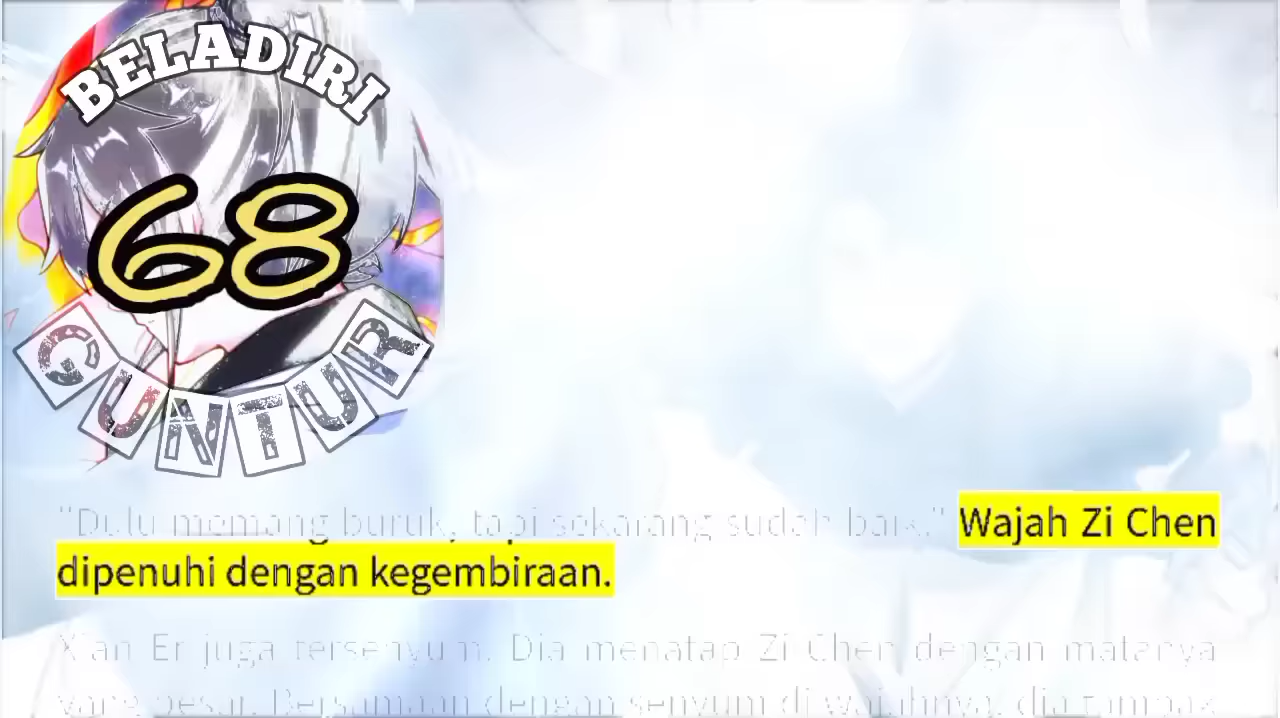 BELADIRI
68
GUNTUR
"Dulu memang buruk, tapi sekarang sudah baik." Wajah Zi Chen
dipenuhi dengan kegembiraan.
Xian Er juga tersenyum. Dia menatap Zi Chen dengan matanya
yang besar. Bersamaan dengan senyum di wajahnya, dia tampak